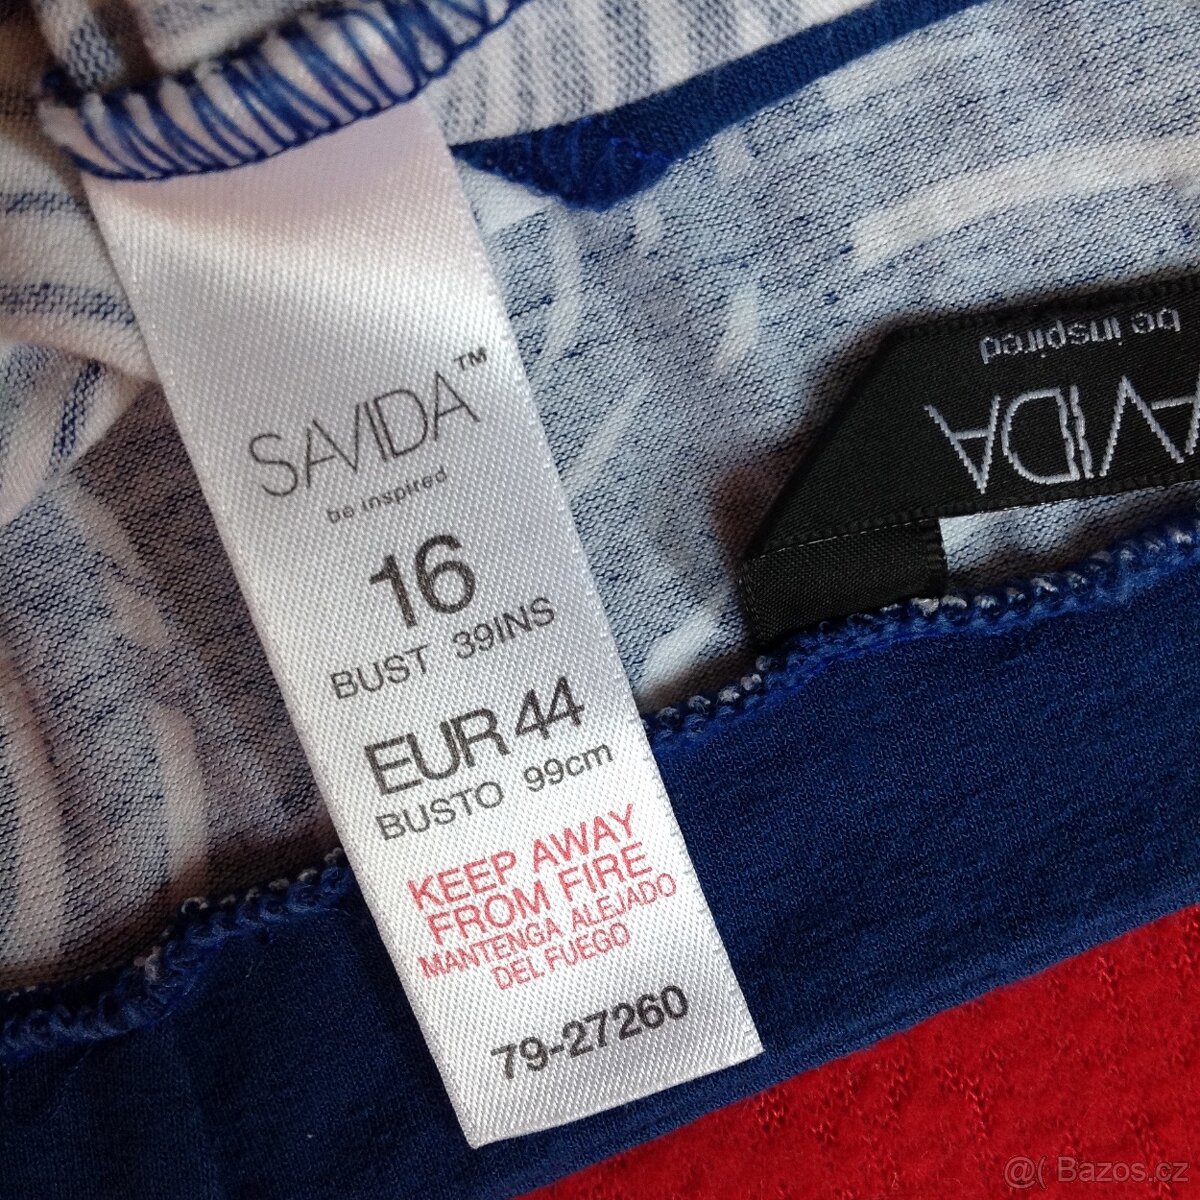 SAVIDA™
be inspired
16
BUST 39INS
EUR 44
BUSTO 99cm
KEEP AWAY
FROM FIRE
MANTENGA ALEJADO
DEL FUEGO
79-27260
AVIDA
be inspired
@( Bazos.cz